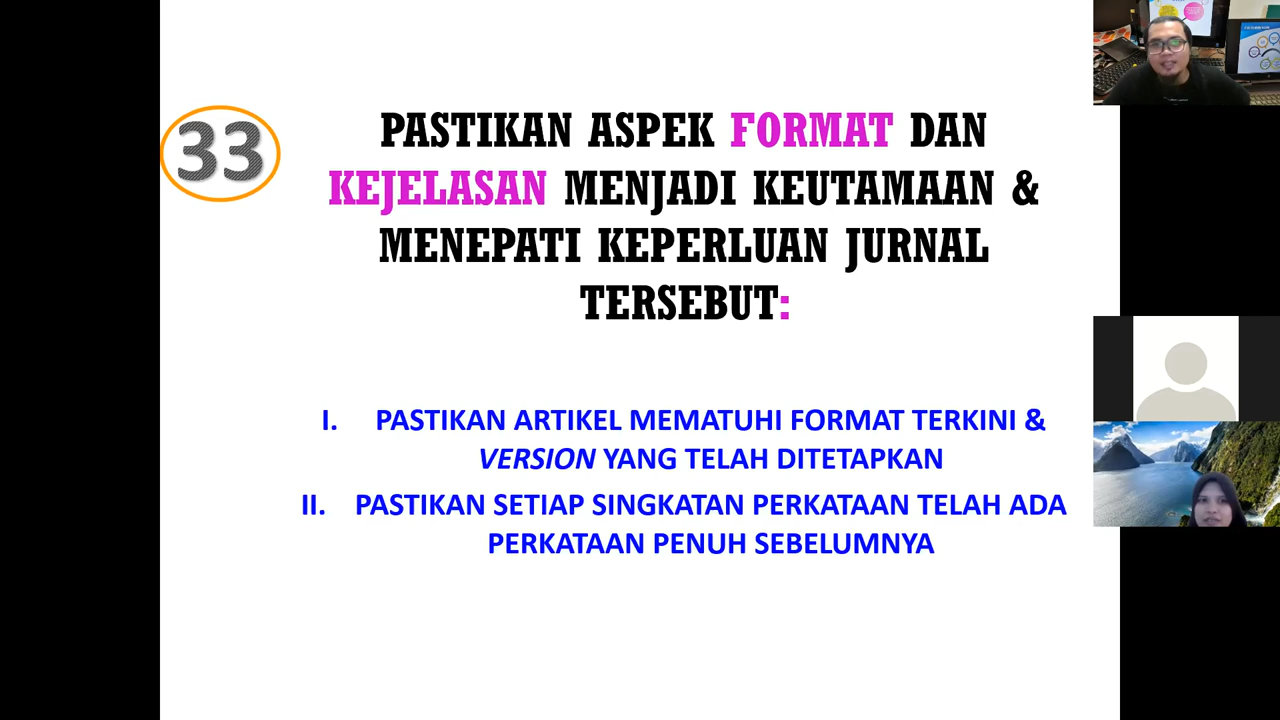 33
PASTIKAN ASPEK FORMAT DAN
KEJELASAN MENJADI KEUTAMAAN &
MENEPATI KEPERLUAN JURNAL
TERSEBUT:
I. PASTIKAN ARTIKEL MEMATUHI FORMAT TERKINI &
VERSION YANG TELAH DITETAPKAN
II. PASTIKAN SETIAP SINGKATAN PERKATAAN TELAH ADA
PERKATAAN PENUH SEBELUMNYA